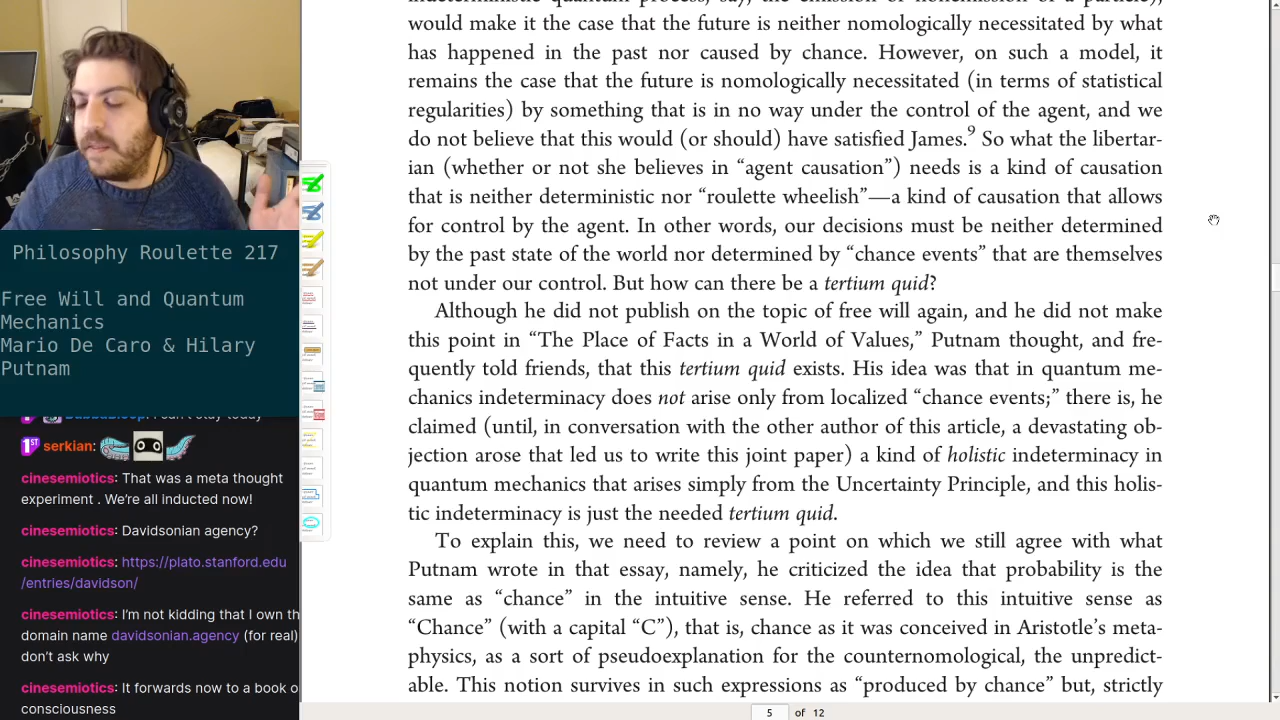 Philosophy Roulette 217
Free Will and Quantum
Mechanics
Mario De Caro & Hilary
Putnam
serkian:
cinesemiotics: That was a meta thought
experiment . We're all inducted now!
cinesemiotics: Davidsonian agency?
cinesemiotics: https://plato.stanford.edu
/entries/davidson/
cinesemiotics: I'm not kidding that I own th
domain name davidsonian.agency (for real)
don't ask why
cinesemiotics: It forwards now to a book o
consciousness
would make it the case that the future is neither nomologically necessitated by what
has happened in the past nor caused by chance. However, on such a model, it
remains the case that the future is nomologically necessitated (in terms of statistical
regularities) by something that is in no way under the control of the agent, and we
do not believe that this would (or should) have satisfied James.9 So what the libertar-
ian (whether or not she believes in "agent causation") needs is a kind of causation
that is neither deterministic nor "roulette wheelish"—a kind of causation that allows
for control by the agent. In other words, our decisions must be neither determined
by the past state of the world nor determined by "chance events" that are themselves
not under our control. But how can there be a tertium quid?
Although he did not publish on the topic of free will again, and he did not make
this point in "The Place of Facts in a World of Values," Putnam thought, and fre-
quently told friends, that the tertium quid exists. His idea was that in quantum me-
chanics indeterminacy does not arise only from localized "chance events;" there is, he
claimed (until, in conversation with the other author of this article, a devastating ob-
jection arose that led us to write this joint paper) a kind of holistic indeterminacy in
quantum mechanics that arises simply from the Uncertainty Principle, and this holis-
tic indeterminacy is just the needed tertium quid.
To explain this, we need to review a point on which we still agree with what
Putnam wrote in that essay, namely, he criticized the idea that probability is the
same as "chance" in the intuitive sense. He referred to this intuitive sense as
"Chance" (with a capital "C"), that is, chance as it was conceived in Aristotle's meta-
physics, as a sort of pseudoexplanation for the counternomological, the unpredict-
able. This notion survives in such expressions as "produced by chance" but, strictly
5 of 12